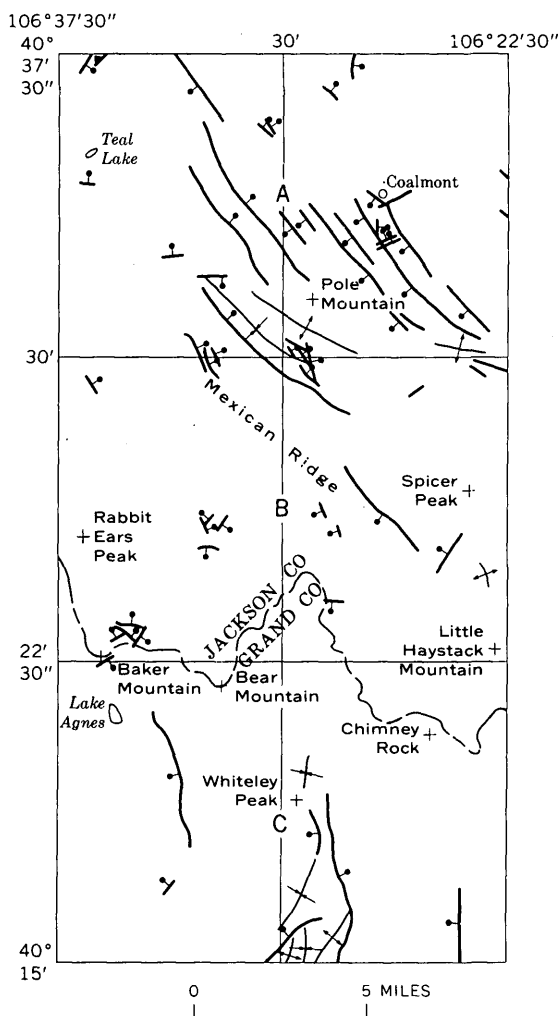 106°37'30"
40°
37'
30"
30'
106°22'30"
Teal
Lake
A
Coalmont
Pole
Mountain
30'
Mexican Ridge
Spicer
Peak
B
Rabbit
Ears
Peak
JACKSON CO
GRAND CO
22'
30"
Baker
Mountain
Bear
Mountain
Little
Haystack
Mountain
Lake
Agnes
Chimney
Rock
Whiteley
Peak
C
40°
15'
0 5 MILES